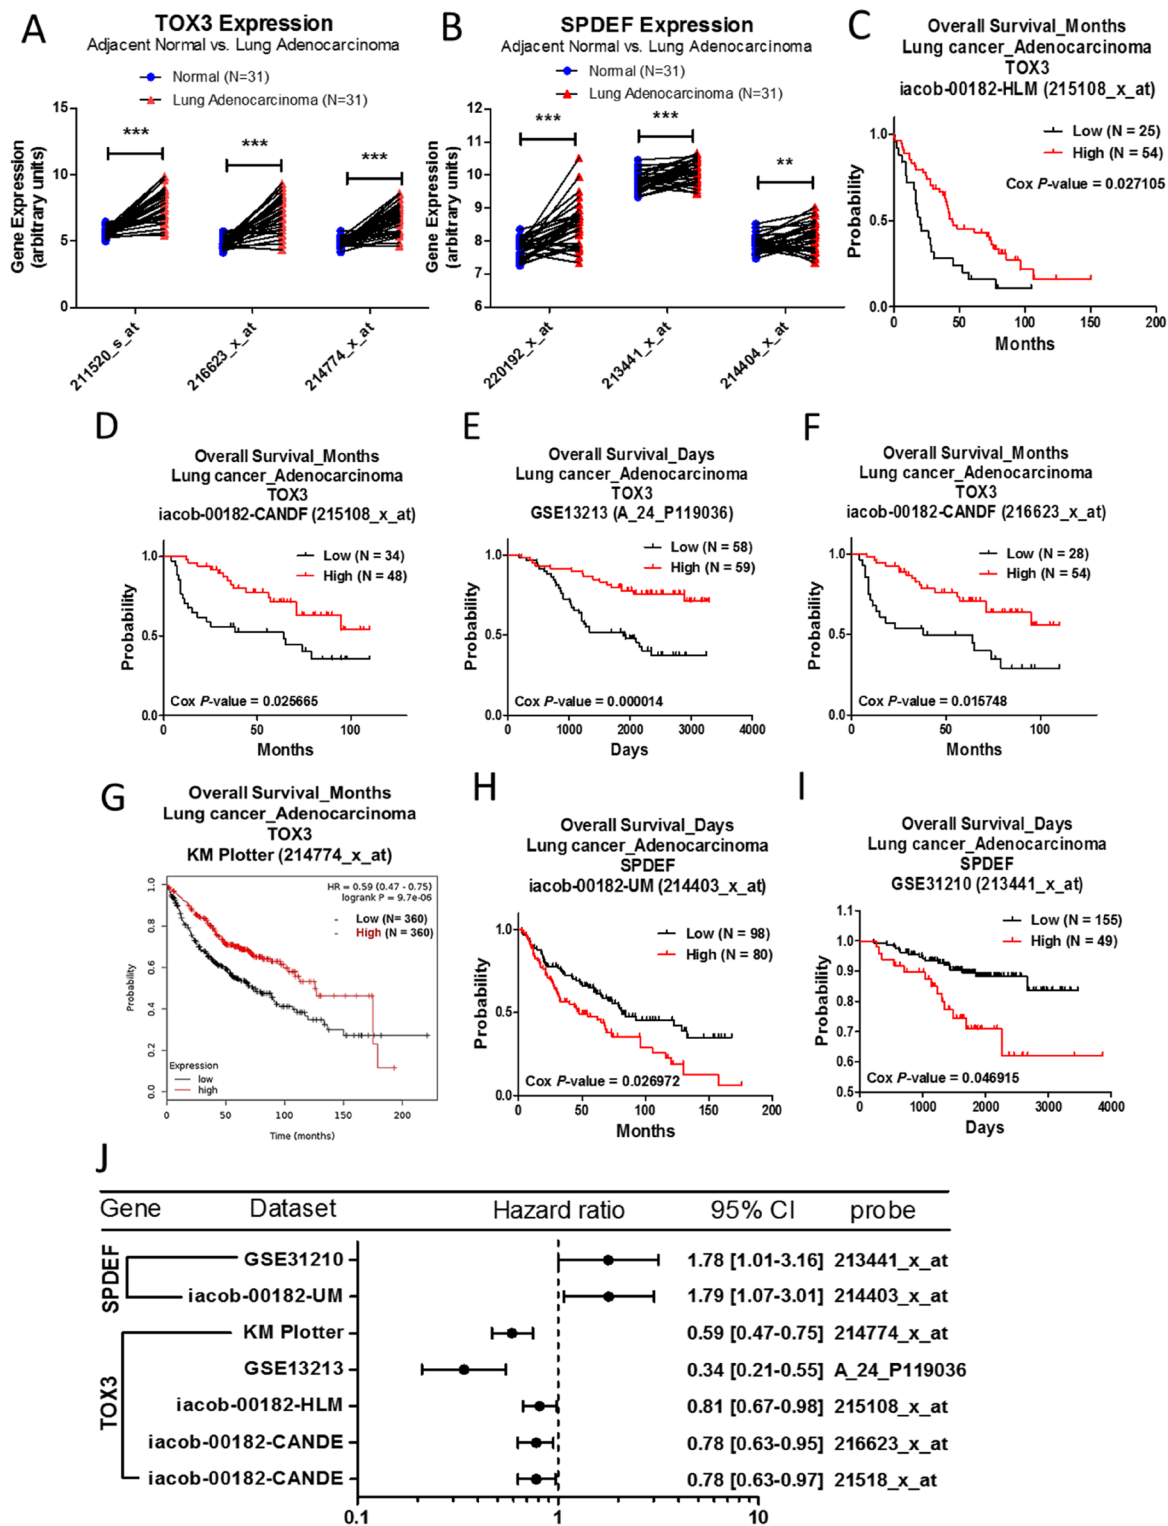 A
TOX3 Expression
Adjacent Normal vs. Lung Adenocarcinoma
Normal (N=31)
Lung Adenocarcinoma (N=31)
Gene Expression
(arbitrary units)
15
10
5
0
***
***
***
211520_s_at
216623_x_at
214774_x_at
B
SPDEF Expression
Adjacent Normal vs. Lung Adenocarcinoma
Normal (N=31)
Lung Adenocarcinoma (N=31)
Gene Expression
(arbitrary units)
12
11
10
9
8
7
6
***
***
**
220192_x_at
213441_x_at
214404_x_at
C
Overall Survival_Months
Lung cancer_Adenocarcinoma
TOX3
iacob-00182-HLM (215108_x_at)
Low (N = 25)
High (N = 54)
Cox P-value = 0.027105
Probability
1.0
0.5
0.0
0 50 100 150 200
Months
D
Overall Survival_Months
Lung cancer_Adenocarcinoma
TOX3
iacob-00182-CANDF (215108_x_at)
Low (N = 34)
High (N = 48)
Probability
1.0
0.5
0.0
Cox P-value = 0.025665
50 100
Months
E
Overall Survival_Days
Lung cancer_Adenocarcinoma
TOX3
GSE13213 (A_24_P119036)
Low (N = 58)
High (N = 59)
Probability
1.0
0.5
0.0
Cox P-value = 0.000014
0 1000 2000 3000 4000
Days
F
Overall Survival_Months
Lung cancer_Adenocarcinoma
TOX3
iacob-00182-CANDF (216623_x_at)
Low (N = 28)
High (N = 54)
Probability
1.0
0.5
0.0
Cox P-value = 0.015748
0 50 100
Months
G
Overall Survival_Months
Lung cancer_Adenocarcinoma
TOX3
KM Plotter (214774_x_at)
HR = 0.59 (0.47 - 0.75)
logrank P = 9.7e-06
Low (N= 360)
High (N = 360)
Probability
1.0
0.8
0.6
0.4
0.2
0.0
Expression
low
high
0 50 100 150 200
Time (months)
H
Overall Survival_Days
Lung cancer_Adenocarcinoma
SPDEF
iacob-00182-UM (214403_x_at)
Low (N = 98)
High (N = 80)
Probability
1.0
0.5
0.0
Cox P-value = 0.026972
0 50 100 150 200
Months
I
Overall Survival_Days
Lung cancer_Adenocarcinoma
SPDEF
GSE31210 (213441_x_at)
Low (N = 155)
High (N = 49)
Probability
1.1
1.0
0.9
0.8
0.7
0.6
0.5
Cox P-value = 0.046915
0 1000 2000 3000 4000
Days
J
Gene Dataset Hazard ratio 95% CI probe
SPDEF
GSE31210 1.78 [1.01-3.16] 213441_x_at
iacob-00182-UM 1.79 [1.07-3.01] 214403_x_at
TOX3
KM Plotter 0.59 [0.47-0.75] 214774_x_at
GSE13213 0.34 [0.21-0.55] A_24_P119036
iacob-00182-HLM 0.81 [0.67-0.98] 215108_x_at
iacob-00182-CANDE 0.78 [0.63-0.95] 216623_x_at
iacob-00182-CANDE 0.78 [0.63-0.97] 21518_x_at
0.1 1 10